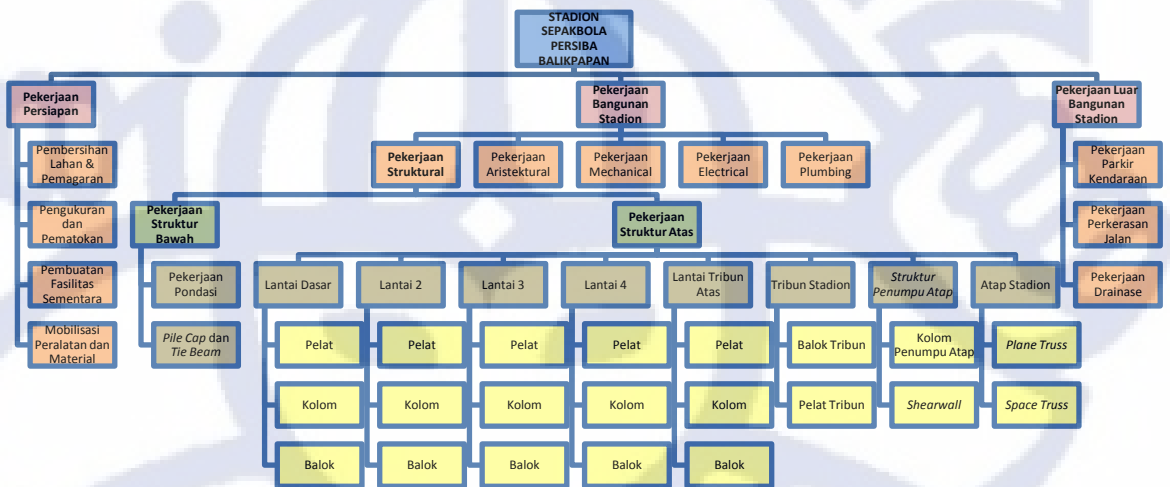 STADION
SEPAKBOLA
PERSIBA
BALIKPAPAN
Pekerjaan
Persiapan
Pekerjaan
Bangunan
Stadion
Pekerjaan Luar
Bangunan
Stadion
Pembersihan
Lahan &
Pemagaran
Pekerjaan
Struktural
Pekerjaan
Aristektural
Pekerjaan
Mechanical
Pekerjaan
Electrical
Pekerjaan
Plumbing
Pekerjaan
Parkir
Kendaraan
Pengukuran
dan
Pematokan
Pekerjaan
Struktur
Bawah
Pekerjaan
Struktur Atas
Pekerjaan
Perkerasan
Jalan
Pembuatan
Fasilitas
Sementara
Pekerjaan
Pondasi
Lantai Dasar
Lantai 2
Lantai 3
Lantai 4
Lantai Tribun
Atas
Tribun Stadion
Struktur
Penumpu Atap
Atap Stadion
Pekerjaan
Drainase
Mobilisasi
Peralatan dan
Material
Pile Cap dan
Tie Beam
Pelat
Pelat
Pelat
Pelat
Pelat
Balok Tribun
Kolom
Penumpu Atap
Plane Truss
Kolom
Kolom
Kolom
Kolom
Kolom
Pelat Tribun
Shearwall
Space Truss
Balok
Balok
Balok
Balok
Balok